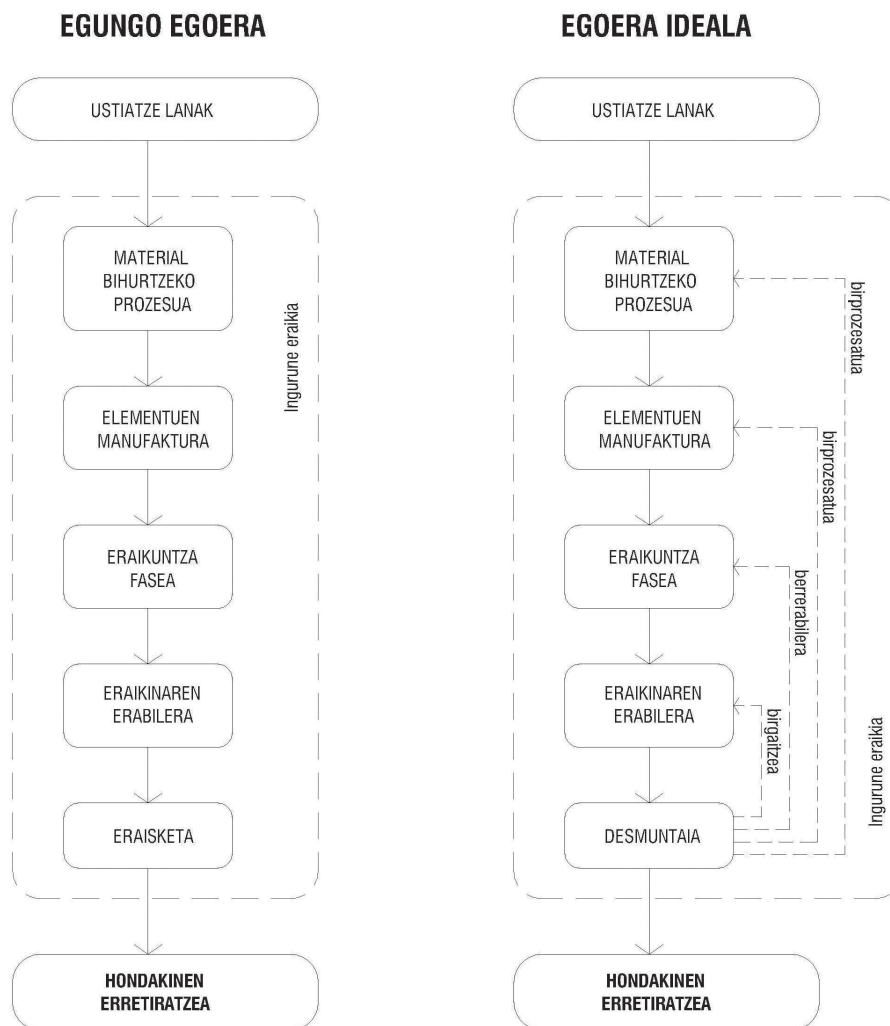 EGUNGO EGOERA
USTIATZE LANAK
MATERIAL
BIHURTZEKO
PROZESUA
Ingurune eraikia
ELEMENTUEN
MANUFAKTURA
ERAIKUNTZA
FASEA
ERAIKINAREN
ERABILERA
ERAISKETA
HONDAKINEN
ERRETIRATZEA
EGOERA IDEALA
USTIATZE LANAK
MATERIAL
BIHURTZEKO
PROZESUA
birprozesatua
ELEMENTUEN
MANUFAKTURA
birprozesatua
ERAIKUNTZA
FASEA
berrerabilera
ERAIKINAREN
ERABILERA
birgaitzea
Ingurune eraikia
DESMUNTAIA
HONDAKINEN
ERRETIRATZEA